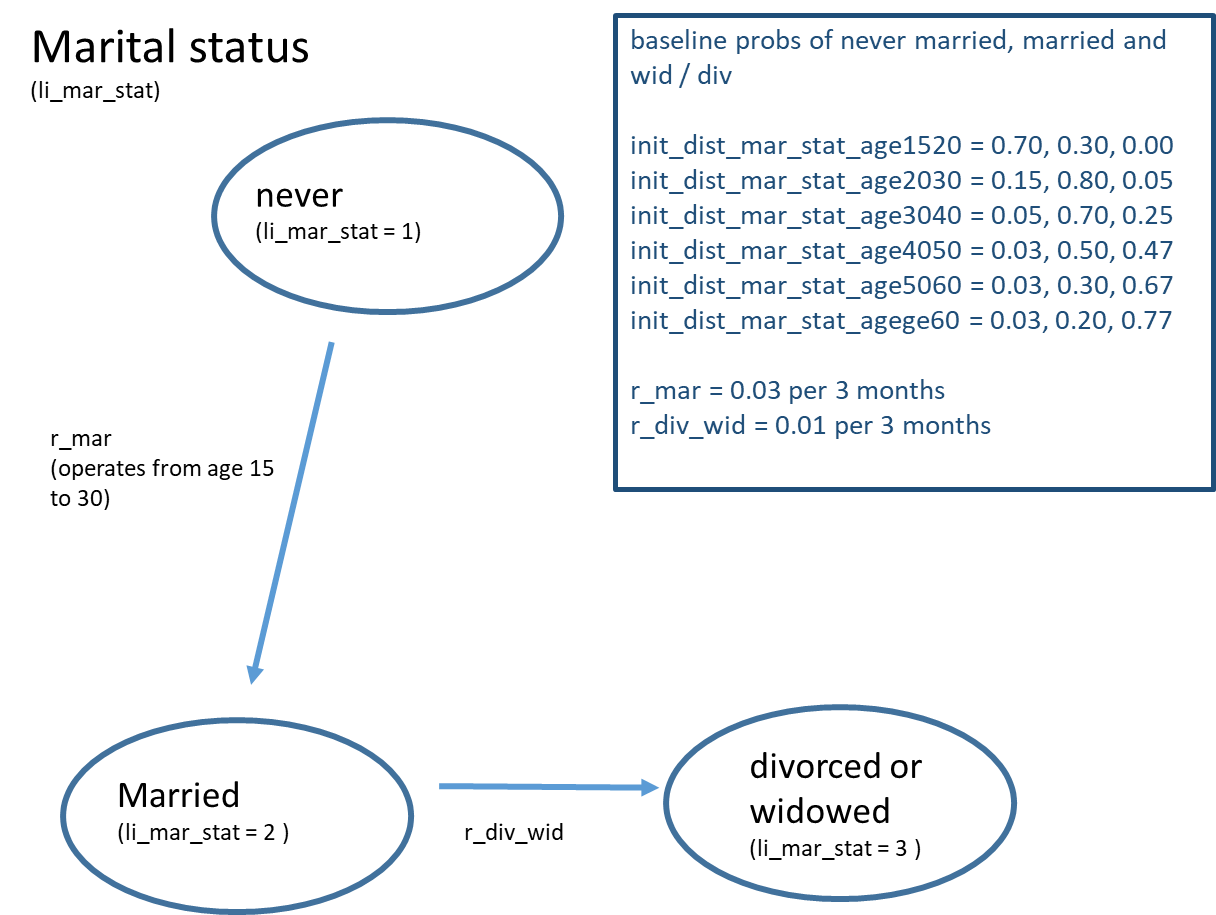 Marital status
(li_mar_stat)
never
(li_mar_stat = 1)
baseline probs of never married, married and
wid / div
init_dist_mar_stat_age1520 = 0.70, 0.30, 0.00
init_dist_mar_stat_age2030 = 0.15, 0.80, 0.05
init_dist_mar_stat_age3040 = 0.05, 0.70, 0.25
init_dist_mar_stat_age4050 = 0.03, 0.50, 0.47
init_dist_mar_stat_age5060 = 0.03, 0.30, 0.67
init_dist_mar_stat_agege60 = 0.03, 0.20, 0.77
r_mar = 0.03 per 3 months
r_div_wid = 0.01 per 3 months
r_mar
(operates from age 15
to 30)
Married
(li_mar_stat = 2 )
r_div_wid
divorced or
widowed
(li_mar_stat = 3 )